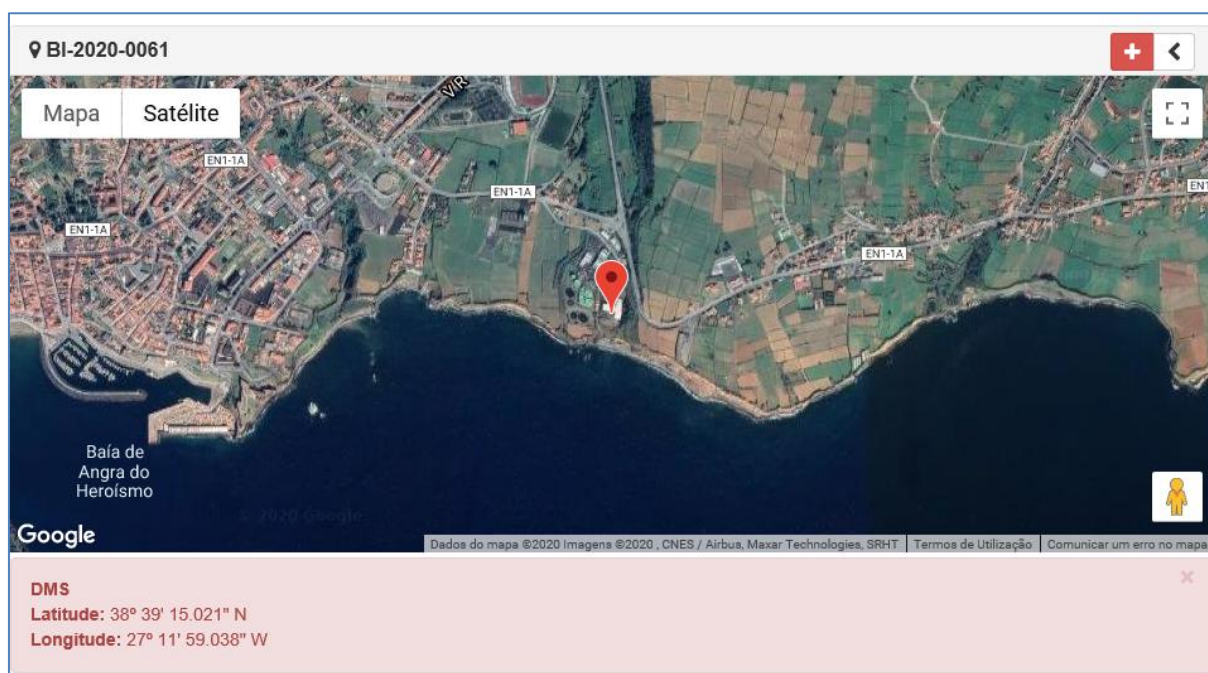 BI-2020-0061
Mapa Satélite
VIR
EN1-1A
EN1-1A
EN1-1A
EN1-1A
EN1
Baía de
Angra do
Heroísmo
© 2020 Google
Google
Dados do mapa ©2020 Imagens ©2020 , CNES / Airbus, Maxar Technologies, SRHT Termos de Utilização Comunicar um erro no mapa
DMS
Latitude: 38º 39' 15.021" N
Longitude: 27º 11' 59.038" W